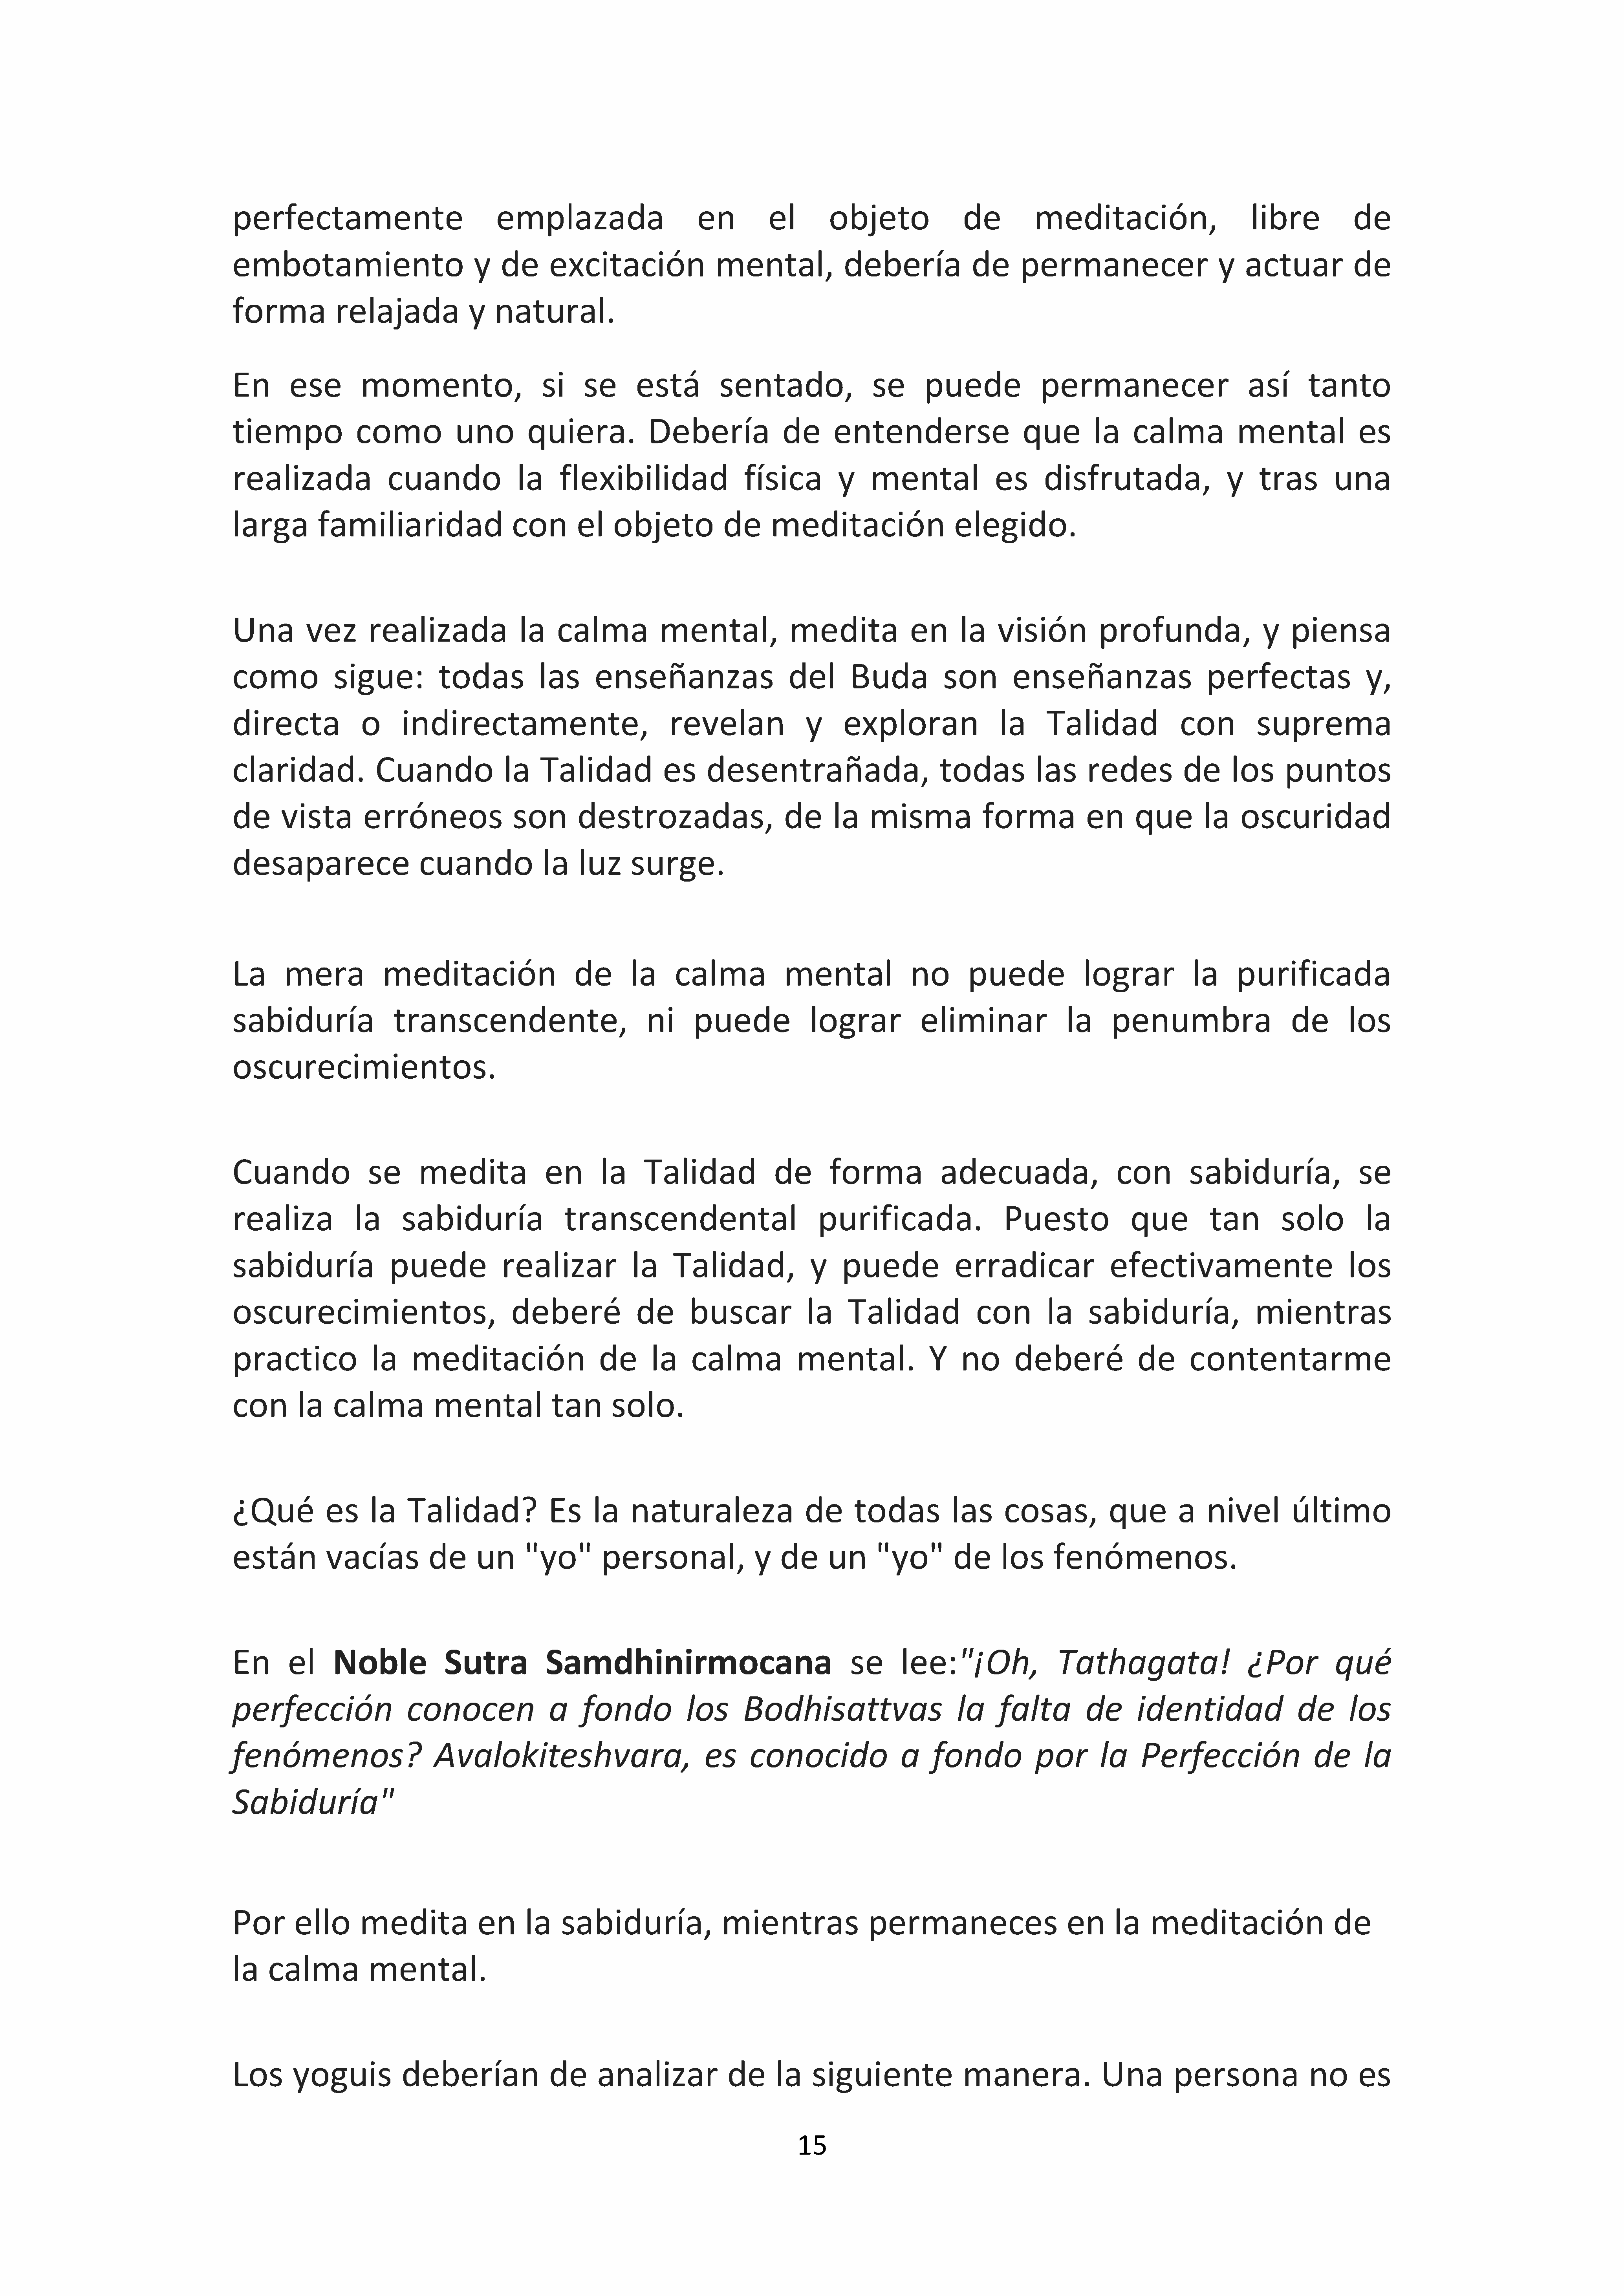 perfectamente emplazada en el objeto de meditación, libre de
embotamiento y de excitación mental, debería de permanecer y actuar de
forma relajada y natural.
En ese momento, si se está sentado, se puede permanecer así tanto
tiempo como uno quiera. Debería de entenderse que la calma mental es
realizada cuando la flexibilidad física y mental es disfrutada, y tras una
larga familiaridad con el objeto de meditación elegido.
Una vez realizada la calma mental, medita en la visión profunda, y piensa
como sigue: todas las enseñanzas del Buda son enseñanzas perfectas y,
directa o indirectamente, revelan y exploran la Talidad con suprema
claridad. Cuando la Talidad es desentrañada, todas las redes de los puntos
de vista erróneos son destrozadas, de la misma forma en que la oscuridad
desaparece cuando la luz surge.
La mera meditación de la calma mental no puede lograr la purificada
sabiduría transcendente, ni puede lograr eliminar la penumbra de los
oscurecimientos.
Cuando se medita en la Talidad de forma adecuada, con sabiduría, se
realiza la sabiduría transcendental purificada. Puesto que tan solo la
sabiduría puede realizar la Talidad, y puede erradicar efectivamente los
oscurecimientos, deberé de buscar la Talidad con la sabiduría, mientras
practico la meditación de la calma mental. Y no deberé de contentarme
con la calma mental tan solo.
¿Qué es la Talidad? Es la naturaleza de todas las cosas, que a nivel último
están vacías de un "yo" personal, y de un "yo" de los fenómenos.
En el Noble Sutra Samdhinirmocana se lee:"¡Oh, Tathagata! ¿Por qué
perfección conocen a fondo los Bodhisattvas la falta de identidad de los
fenómenos? Avalokiteshvara, es conocido a fondo por la Perfección de la
Sabiduría"
Por ello medita en la sabiduría, mientras permaneces en la meditación de
la calma mental.
Los yoguis deberían de analizar de la siguiente manera. Una persona no es
15